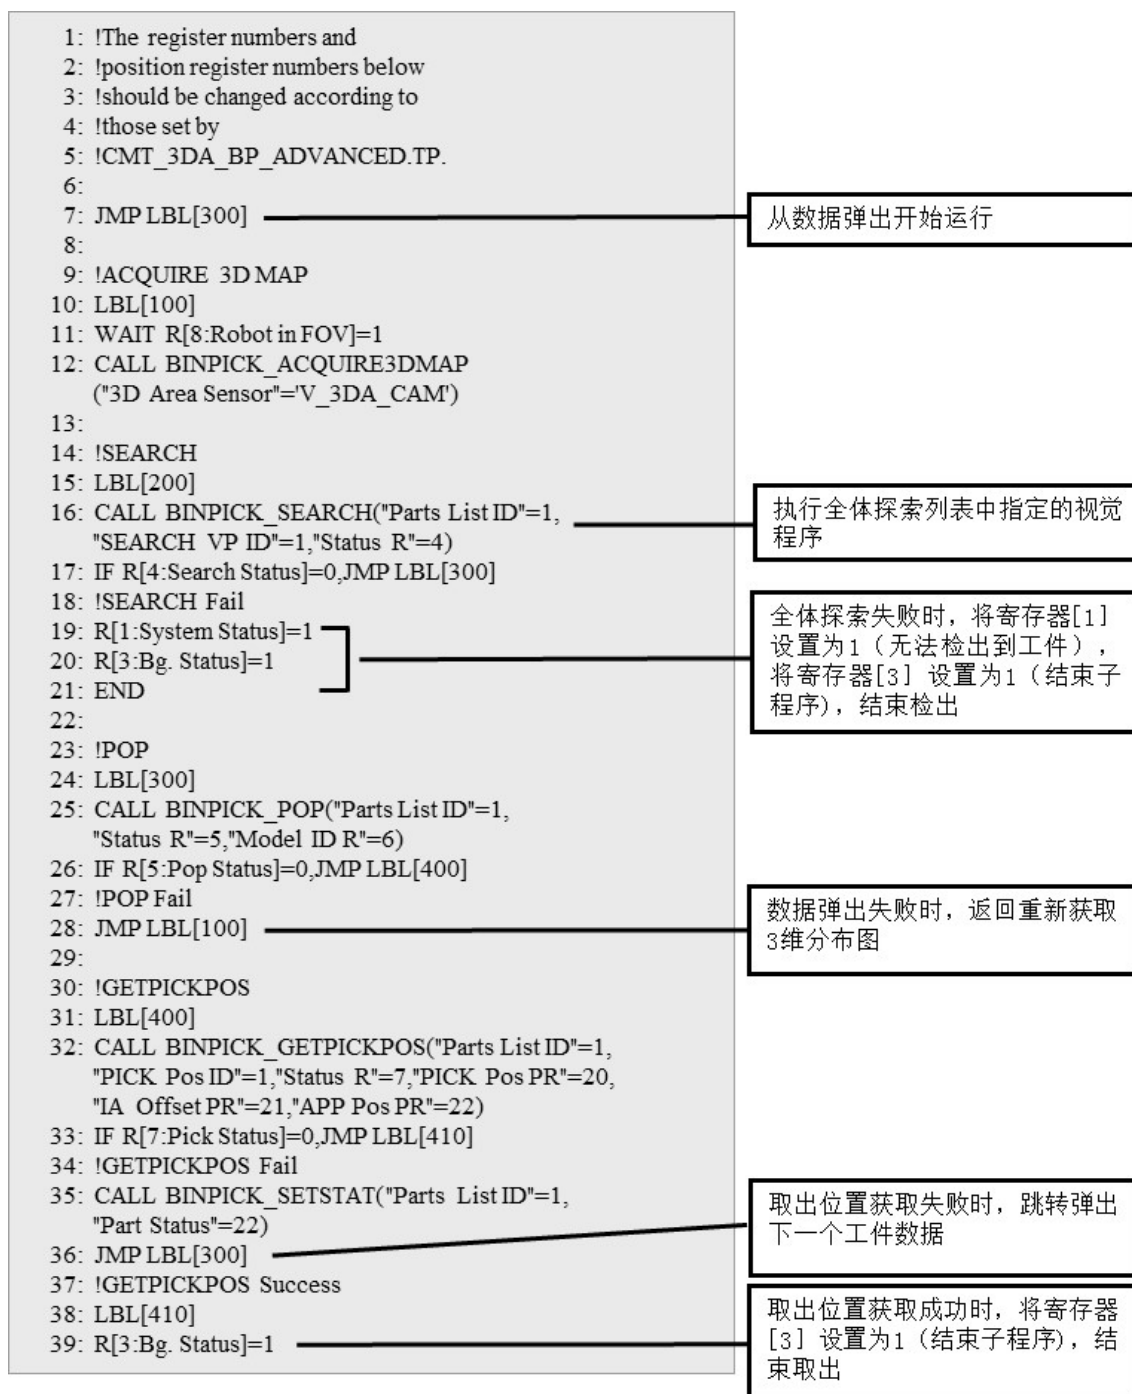 1: !The register numbers and
2: !position register numbers below
3: !should be changed according to
4: !those set by
5: !CMT_3DA_BP_ADVANCED.TP.
6:
7: JMP LBL[300]
从数据弹出开始运行
8:
9: !ACQUIRE 3D MAP
10: LBL[100]
11: WAIT R[8:Robot in FOV]=1
12: CALL BINPICK_ACQUIRE3DMAP
("3D Area Sensor"='V_3DA_CAM')
13:
14: !SEARCH
15: LBL[200]
16: CALL BINPICK_SEARCH("Parts List ID"=1,
"SEARCH VP ID"=1,"Status R"=4)
执行全体探索列表中指定的视觉
程序
17: IF R[4:Search Status]=0,JMP LBL[300]
18: !SEARCH Fail
19: R[1:System Status]=1
20: R[3:Bg. Status]=1
21: END
全体探索失败时，将寄存器[1]
设置为1（无法检出到工件），
将寄存器[3] 设置为1（结束子
程序)，结束检出
22:
23: !POP
24: LBL[300]
25: CALL BINPICK_POP("Parts List ID"=1,
"Status R"=5,"Model ID R"=6)
26: IF R[5:Pop Status]=0,JMP LBL[400]
27: !POP Fail
28: JMP LBL[100]
数据弹出失败时，返回重新获取
3维分布图
29:
30: !GETPICKPOS
31: LBL[400]
32: CALL BINPICK_GETPICKPOS("Parts List ID"=1,
"PICK Pos ID"=1,"Status R"=7,"PICK Pos PR"=20,
"IA Offset PR"=21,"APP Pos PR"=22)
33: IF R[7:Pick Status]=0,JMP LBL[410]
34: !GETPICKPOS Fail
35: CALL BINPICK_SETSTAT("Parts List ID"=1,
"Part Status"=22)
36: JMP LBL[300]
取出位置获取失败时，跳转弹出
下一个工件数据
37: !GETPICKPOS Success
38: LBL[410]
39: R[3:Bg. Status]=1
取出位置获取成功时，将寄存器
[3] 设置为1（结束子程序)，结
束取出